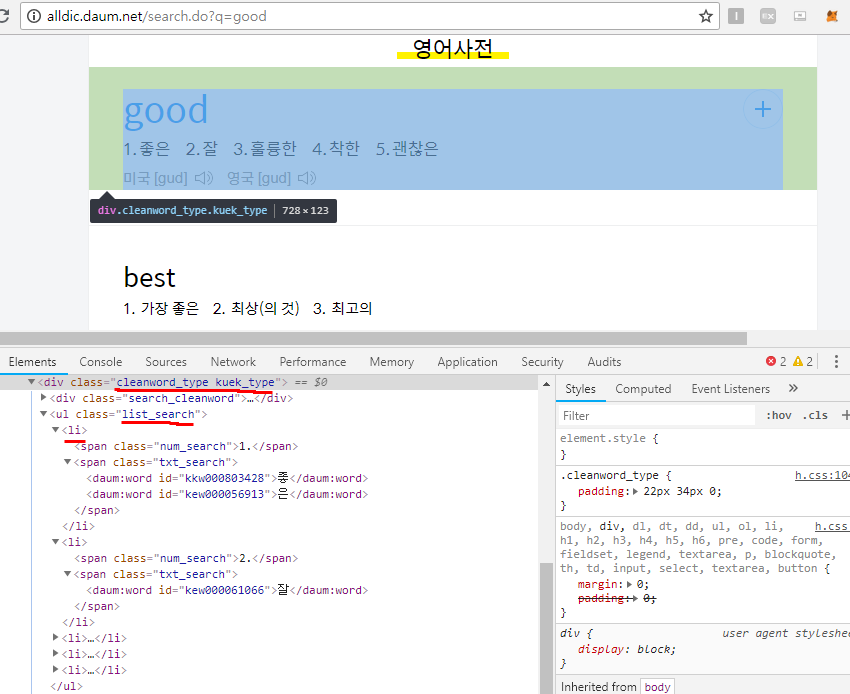 alldic.daum.net/search.do?q=good
영어사전
good
1.좋은 2.잘 3.훌륭한 4.착한 5.괜찮은
미국 [gud] 영국 [gud]
div.cleanword_type.kuek_type | 728 × 123
best
1. 가장 좋은 2. 최상(의 것) 3. 최고의
Elements Console Sources Network Performance Memory Application Security Audits 2 2
<div class="cleanword_type kuek_type"> == $0
<div class="search_cleanword">…</div>
<ul class="list_search">
<li>
<span class="num_search">1.</span>
<span class="txt_search">
<daum:word id="kkw000803428">좋</daum:word>
<daum:word id="kew000056913">은</daum:word>
</span>
</li>
<li>
<span class="num_search">2.</span>
<span class="txt_search">
<daum:word id="kew000061066">잘</daum:word>
</span>
</li>
<li>…</li>
<li>…</li>
<li>…</li>
</ul>
Styles Computed Event Listeners »
Filter :hov .cls +
element.style {
}
.cleanword_type { h.css:104
padding: 22px 34px 0;
}
body, div, dl, dt, dd, ul, ol, li, h.css
h1, h2, h3, h4, h5, h6, pre, code, form,
fieldset, legend, textarea, p, blockquote,
th, td, input, select, textarea, button {
margin: 0;
padding: 0;
}
div { user agent styleshee
display: block;
}
Inherited from body